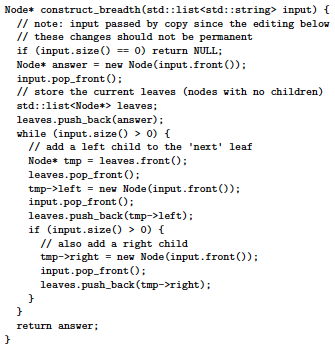 Node* construct_breadth(std::list<std::string> input) {
  // note: input passed by copy since the editing below
  // these changes should not be permanent
  if (input.size() == 0) return NULL;
  Node* answer = new Node(input.front());
  input.pop_front();
  // store the current leaves (nodes with no children)
  std::list<Node*> leaves;
  leaves.push_back(answer);
  while (input.size() > 0) {
    // add a left child to the 'next' leaf
    Node* tmp = leaves.front();
    leaves.pop_front();
    tmp->left = new Node(input.front());
    input.pop_front();
    leaves.push_back(tmp->left);
    if (input.size() > 0) {
      // also add a right child
      tmp->right = new Node(input.front());
      input.pop_front();
      leaves.push_back(tmp->right);
    }
  }
  return answer;
}